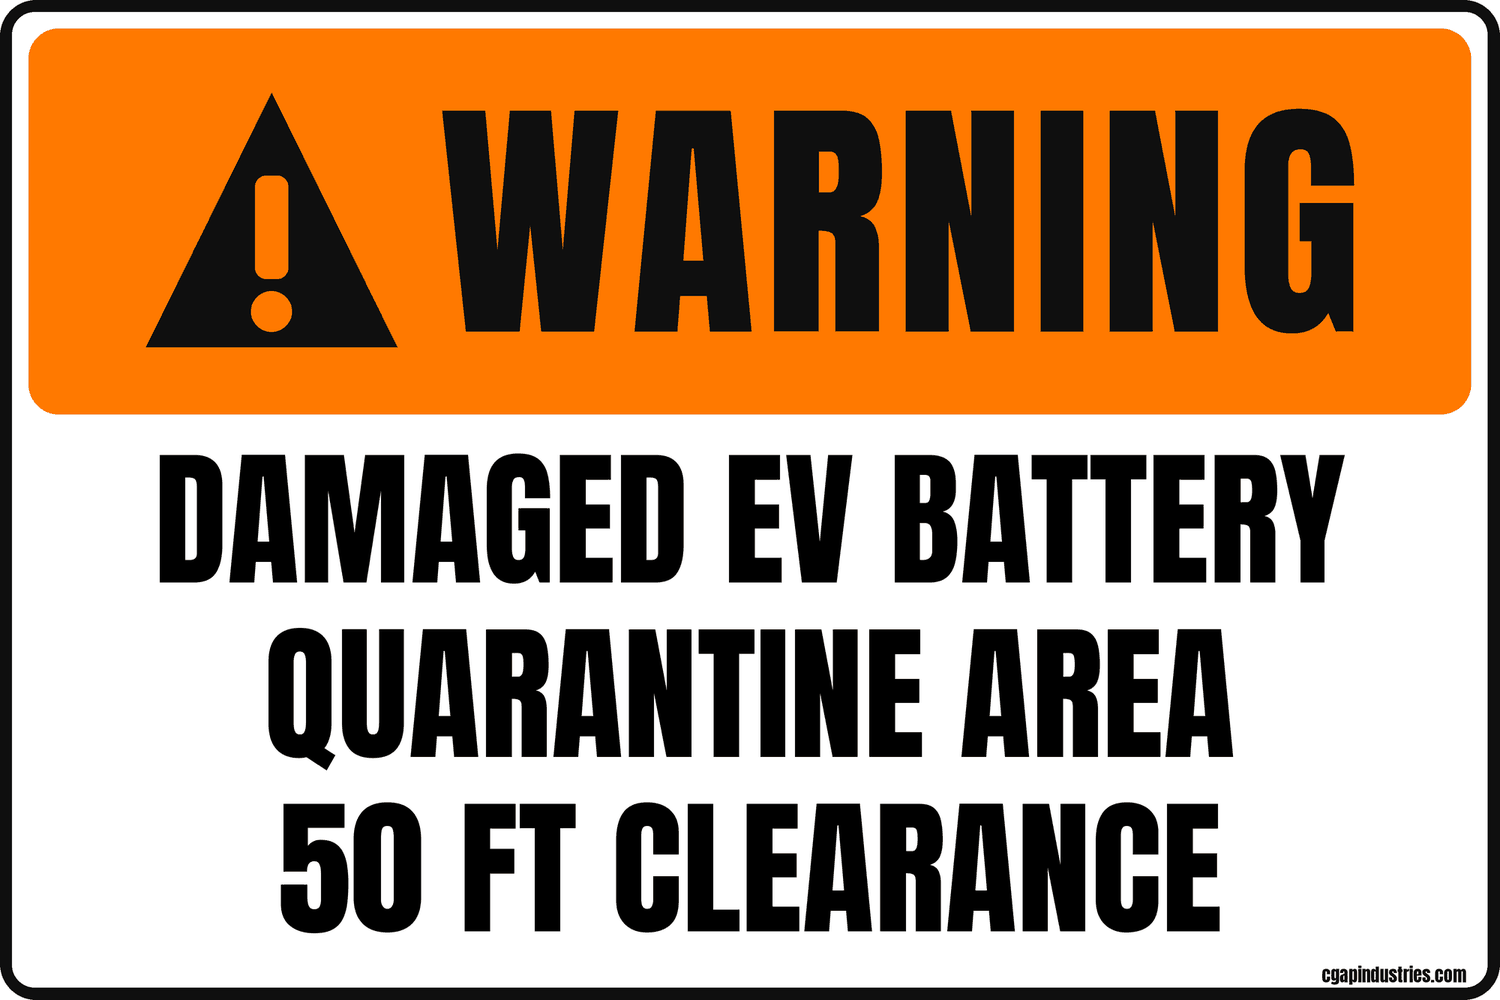 WARNING
DAMAGED EV BATTERY
QUARANTINE AREA
50 FT CLEARANCE
cgapindustries.com